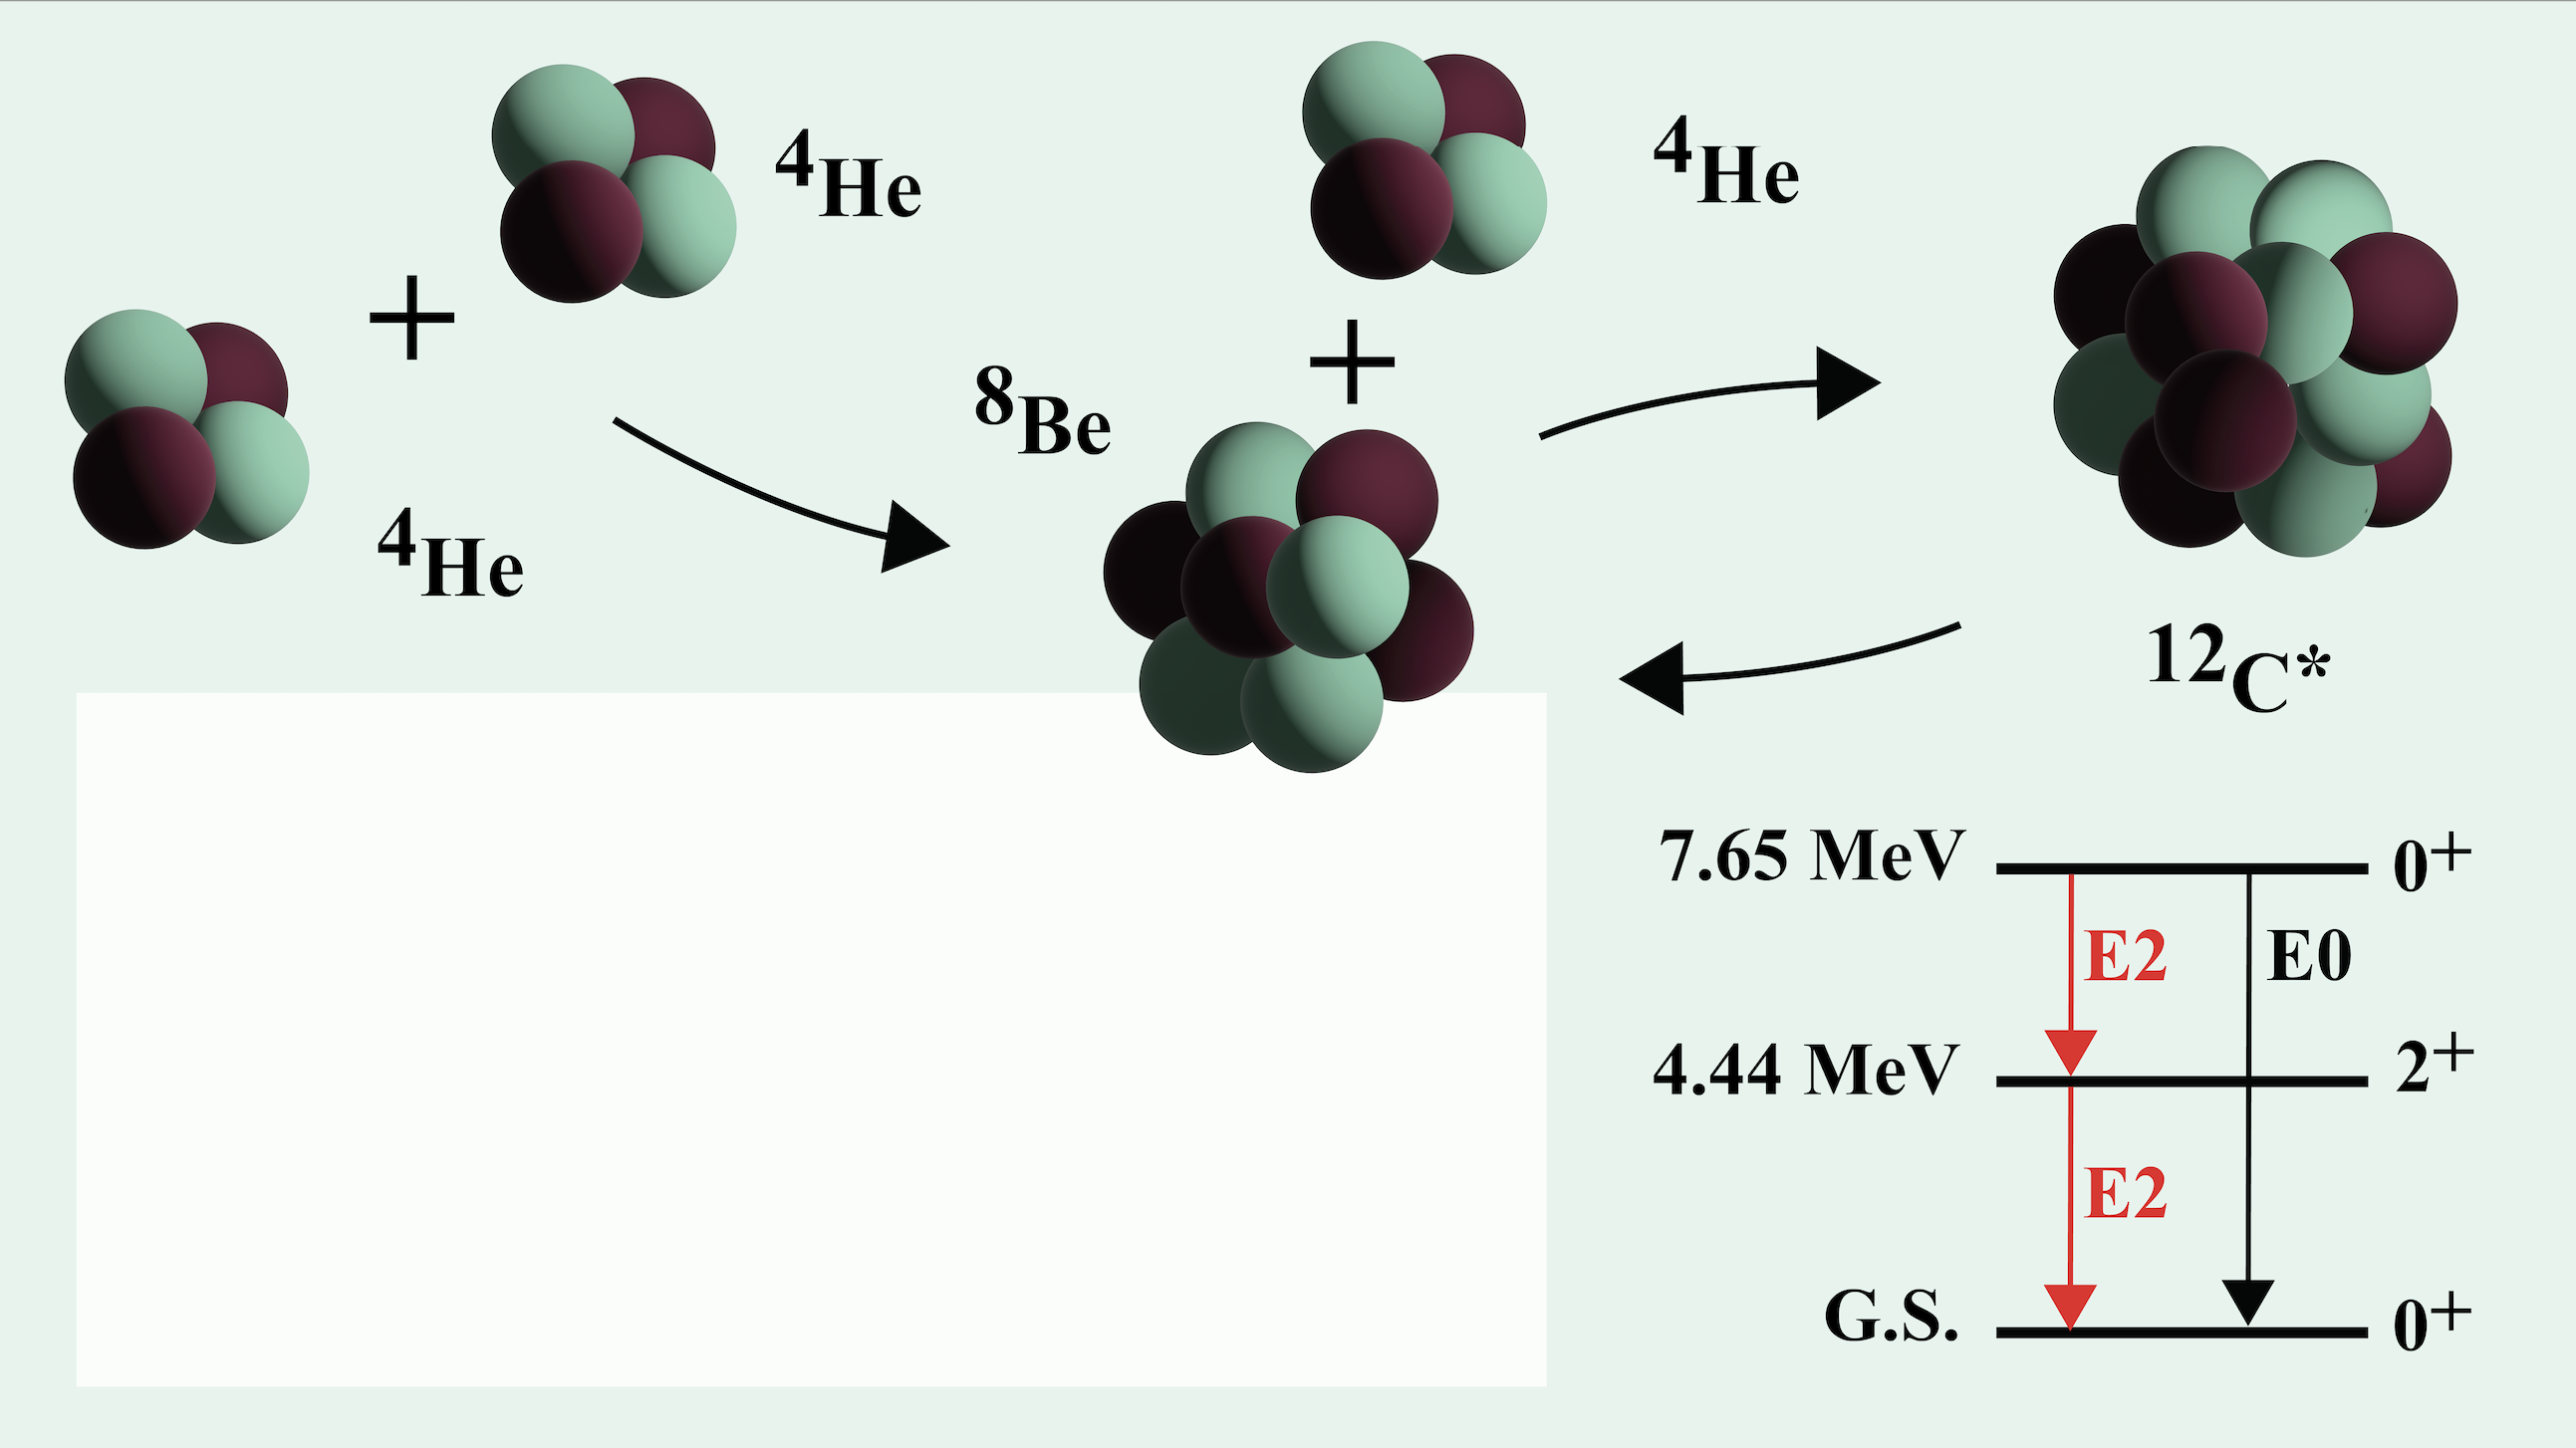 ⁴He
⁴He
+
⁸Be
⁴He
+
¹²C*
7.65 MeV 0⁺
E2 E0
4.44 MeV 2⁺
E2
G.S. 0⁺